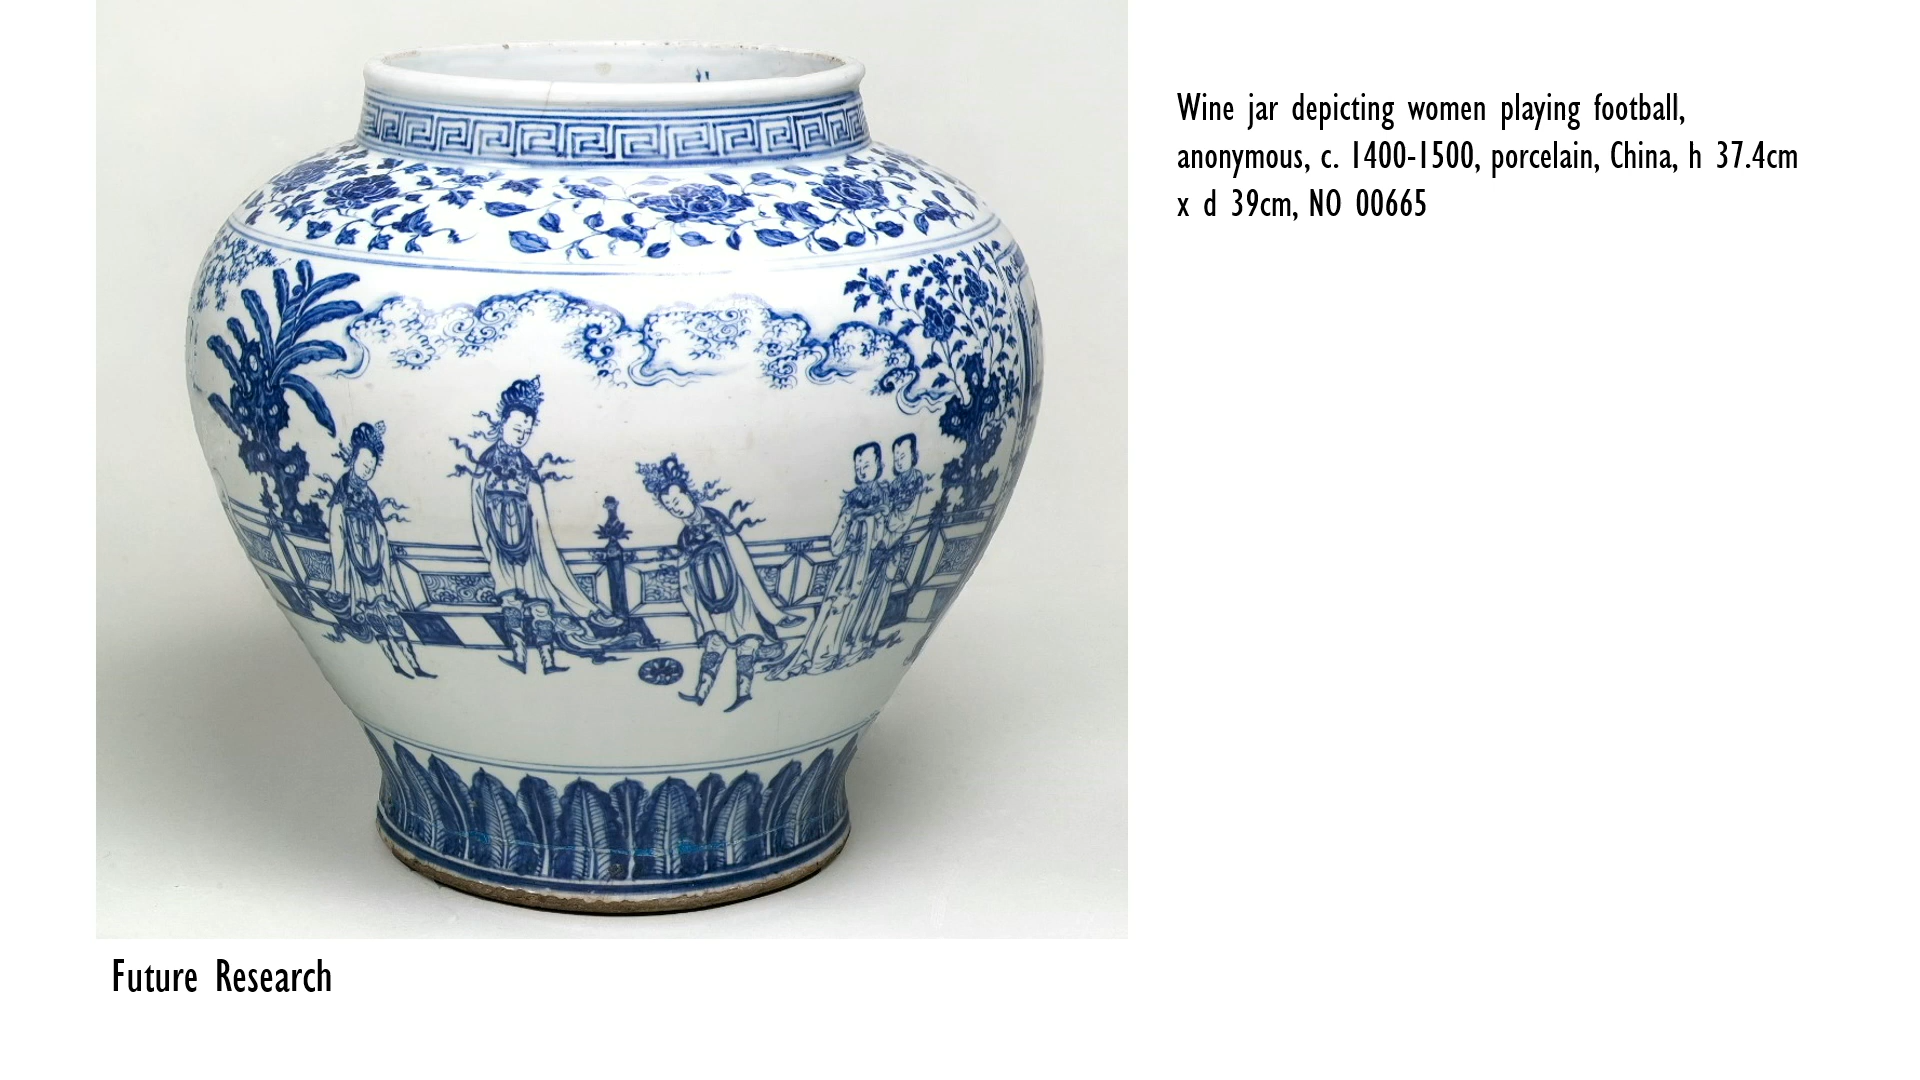 Wine jar depicting women playing football,
anonymous, c. 1400-1500, porcelain, China, h 37.4cm
x d 39cm, NO 00665
Future Research